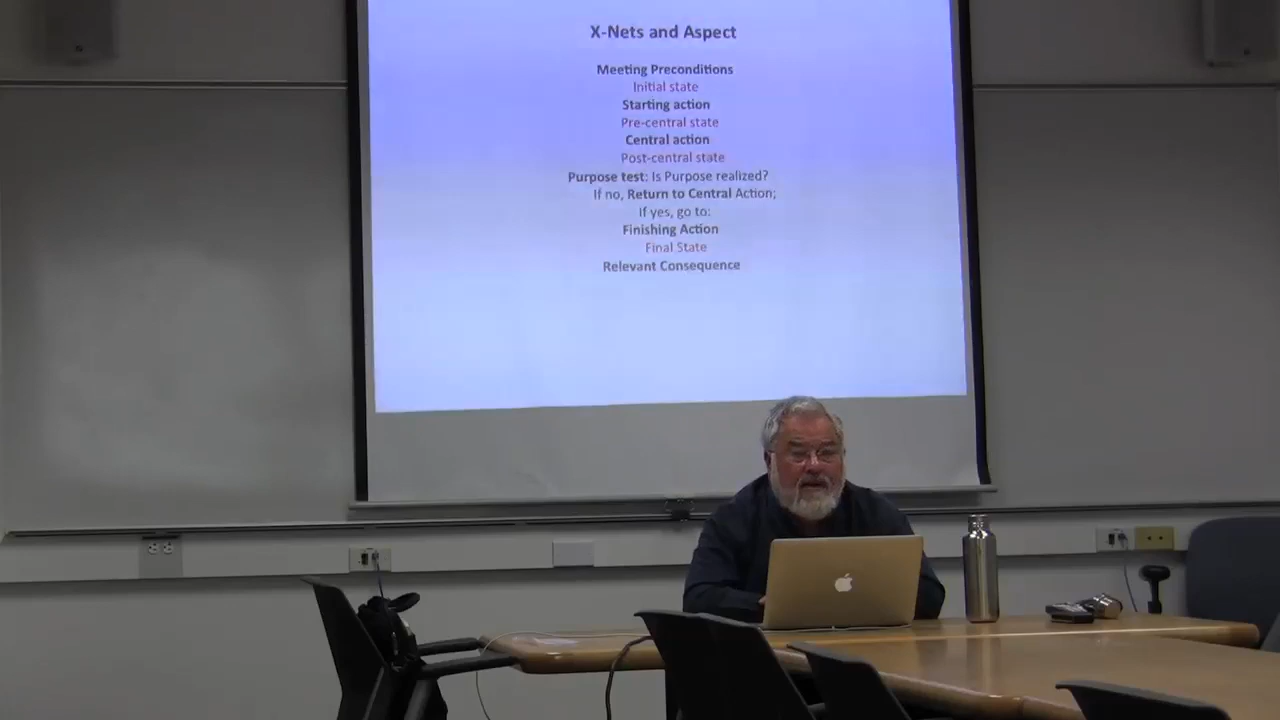 X-Nets and Aspect
Meeting Preconditions
Initial state
Starting action
Pre-central state
Central action
Post-central state
Purpose test: Is Purpose realized?
If no, Return to Central Action;
If yes, go to:
Finishing Action
Final State
Relevant Consequence